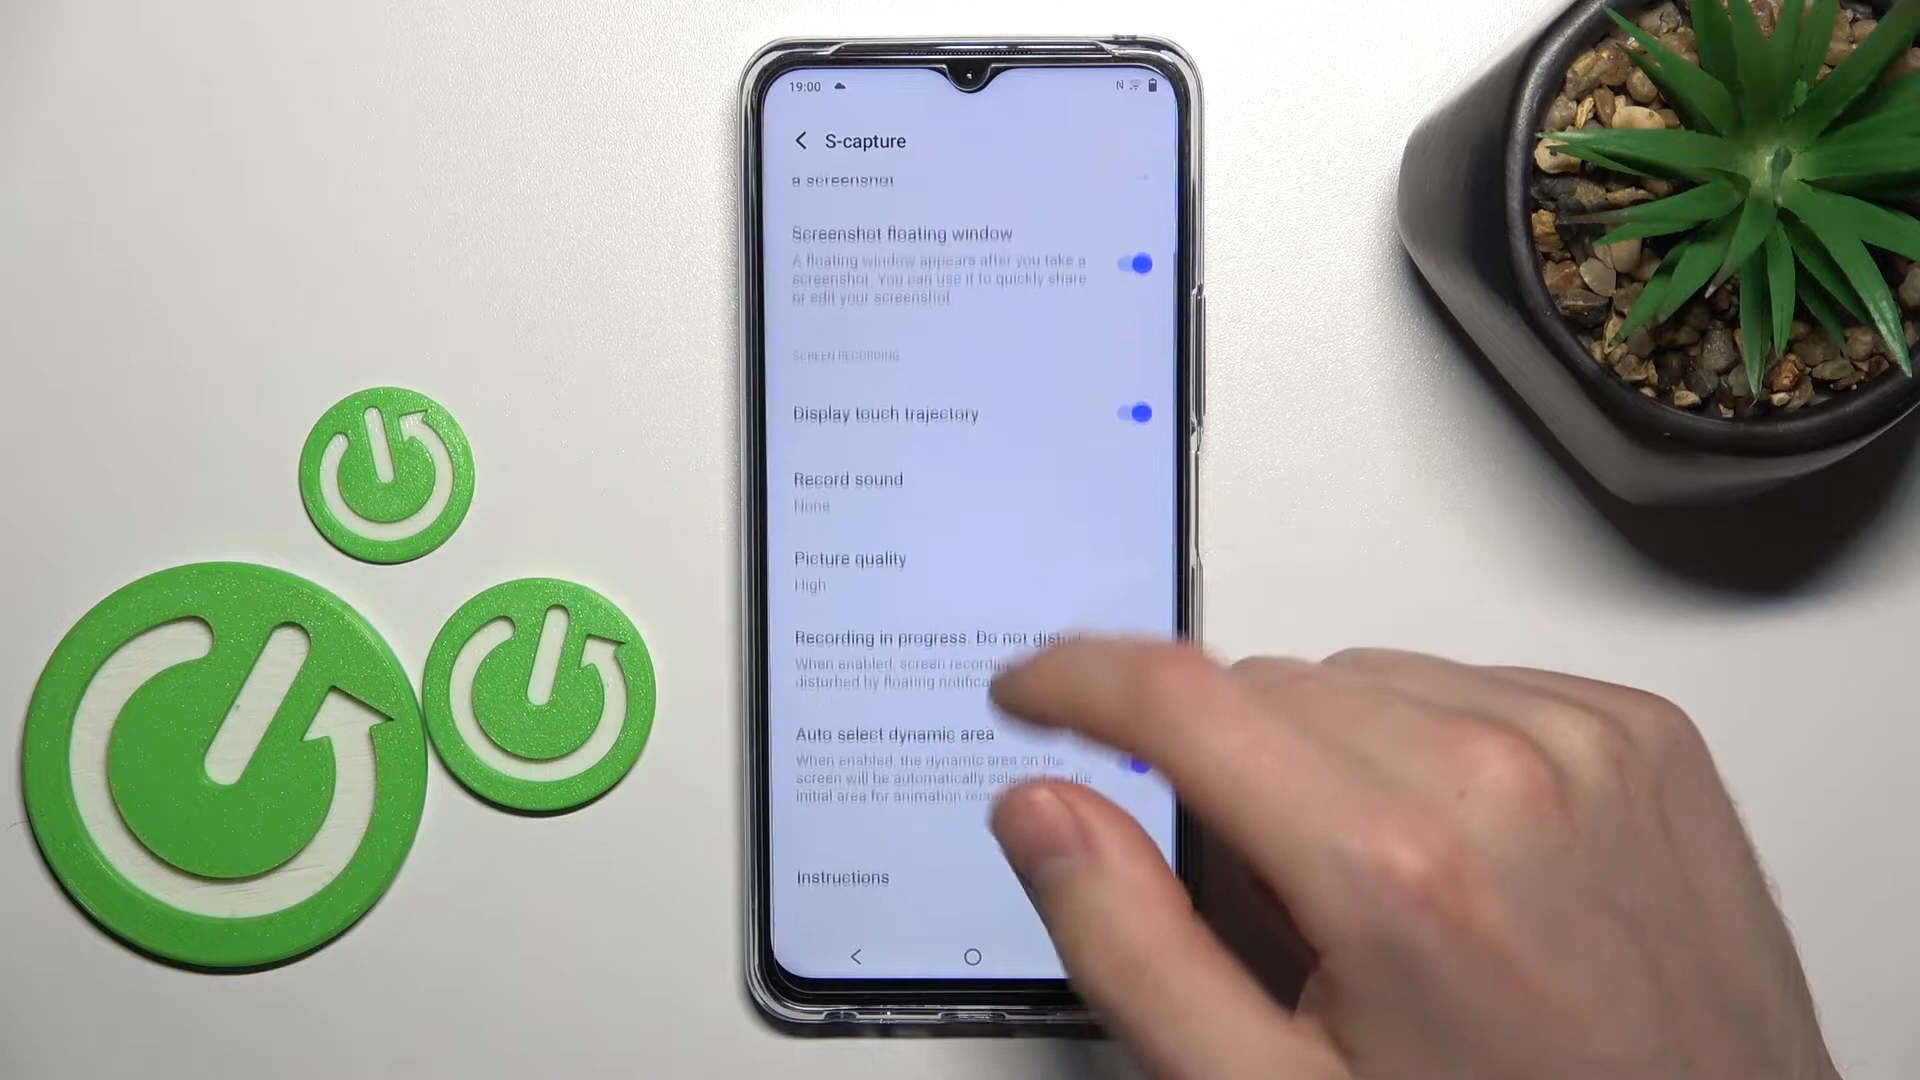 19:00
S-capture
a screenshot
Screenshot floating window
A floating window appears after you take a
screenshot. You can use it to quickly share
or edit your screenshot.
SCREEN RECORDING
Display touch trajectory
Record sound
None
Picture quality
High
Recording in progress. Do not disturb
When enabled, screen recording
disturbed by floating
Auto select dynamic area
When enabled, the dynamic area on the
screen will be automatically selected as the
initial area for animation
Instructions